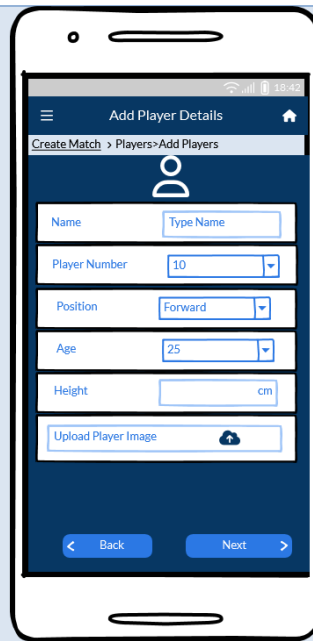 18:42
Add Player Details
Create Match > Players>Add Players
Name Type Name
Player Number 10
Position Forward
Age 25
Height cm
Upload Player Image
< Back Next >